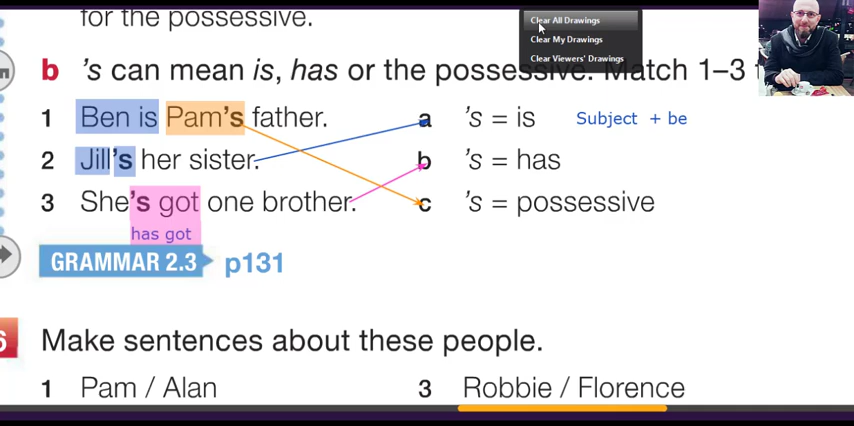 for the possessive.
Clear All Drawings
Clear My Drawings
Clear Viewers' Drawings
b 's can mean is, has or the possessive. Match 1–3
1 Ben is Pam's father.
a 's = is
Subject + be
2 Jill's her sister.
b 's = has
3 She's got one brother.
c 's = possessive
has got
GRAMMAR 2.3 p131
6 Make sentences about these people.
1 Pam / Alan
3 Robbie / Florence